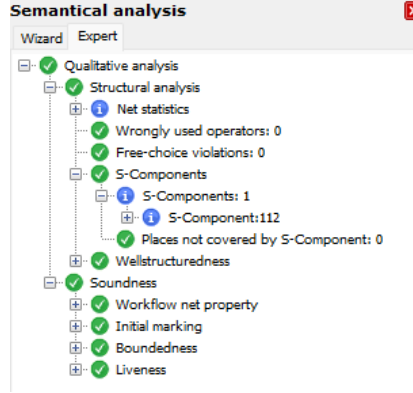 Semantical analysis
Wizard Expert
Qualitative analysis
Structural analysis
Net statistics
Wrongly used operators: 0
Free-choice violations: 0
S-Components
S-Components: 1
S-Component:112
Places not covered by S-Component: 0
Wellstructuredness
Soundness
Workflow net property
Initial marking
Boundedness
Liveness